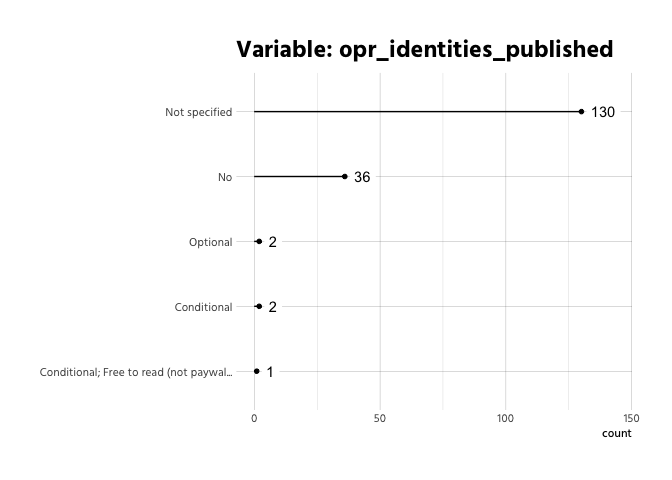 Variable: opr_identities_published
Not specified 130
No 36
Optional 2
Conditional 2
Conditional; Free to read (not paywal... 1
0 50 100 150
count